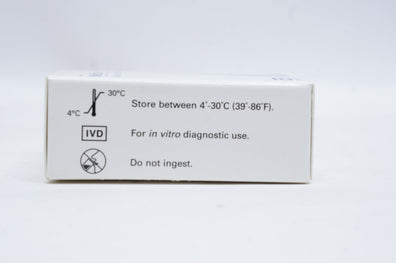 30°C
Store between 4˚-30˚C (39˚-86˚F).
4°C
IVD
For in vitro diagnostic use.
Do not ingest.